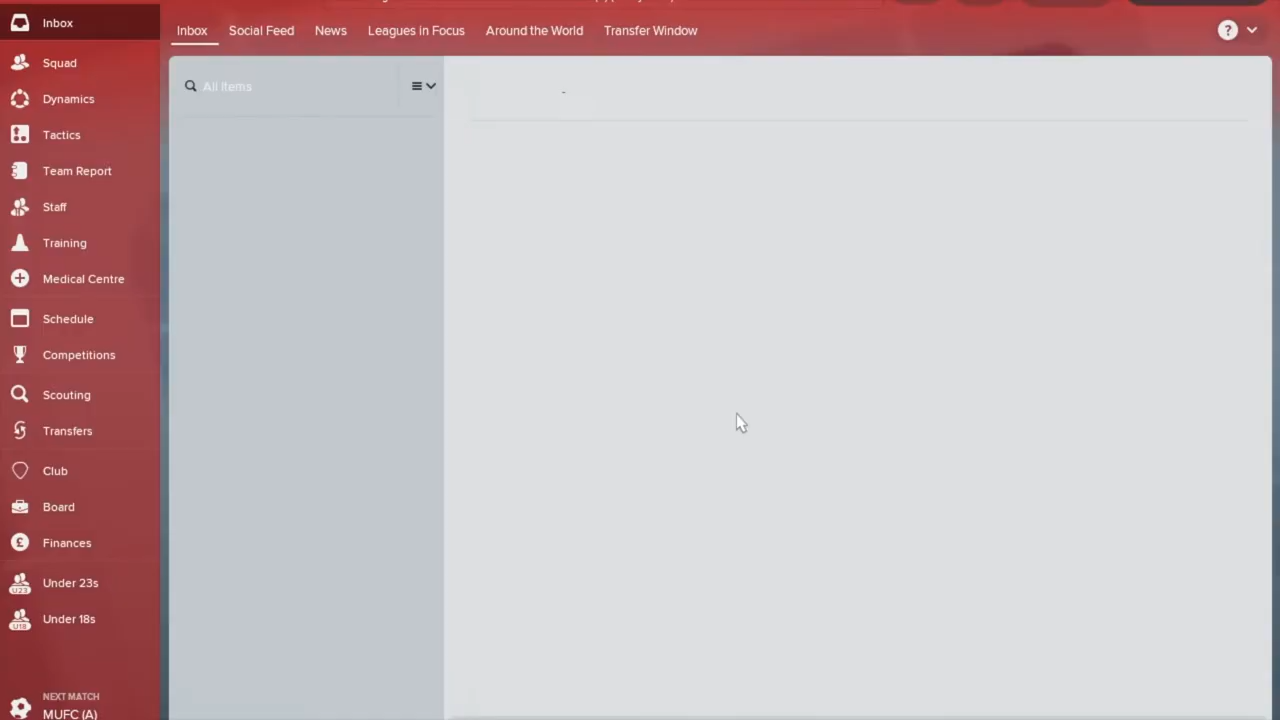 Inbox
Inbox
Social Feed
News
Leagues in Focus
Around the World
Transfer Window
?
Squad
Dynamics
Tactics
Team Report
Staff
Training
Medical Centre
Schedule
Competitions
Scouting
Transfers
Club
Board
£
Finances
U23
Under 23s
U18
Under 18s
NEXT MATCH
MUFC (A)
All Items
-